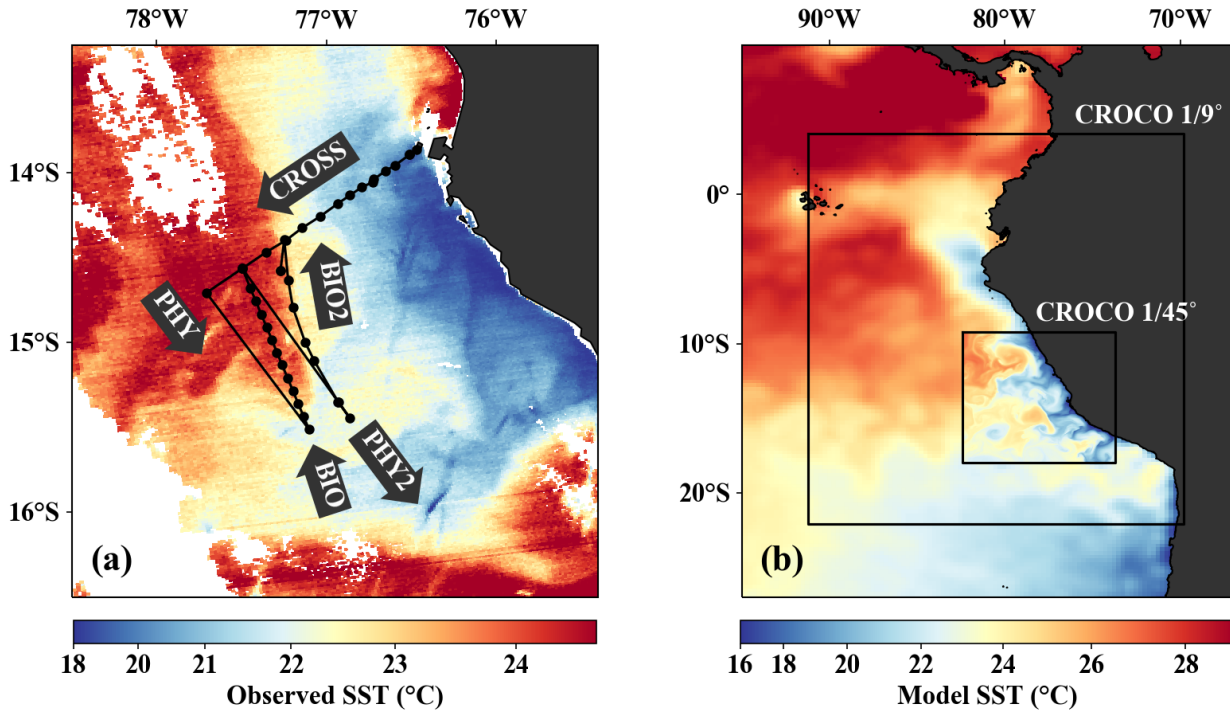 78°W 77°W 76°W
90°W 80°W 70°W
14°S
15°S
16°S
CROSS
PHY
BIO2
BIO
PHY2
(a)
0°
10°S
20°S
CROCO 1/9°
CROCO 1/45°
(b)
18 20 21 22 23 24
Observed SST (°C)
16 18 20 22 24 26 28
Model SST (°C)